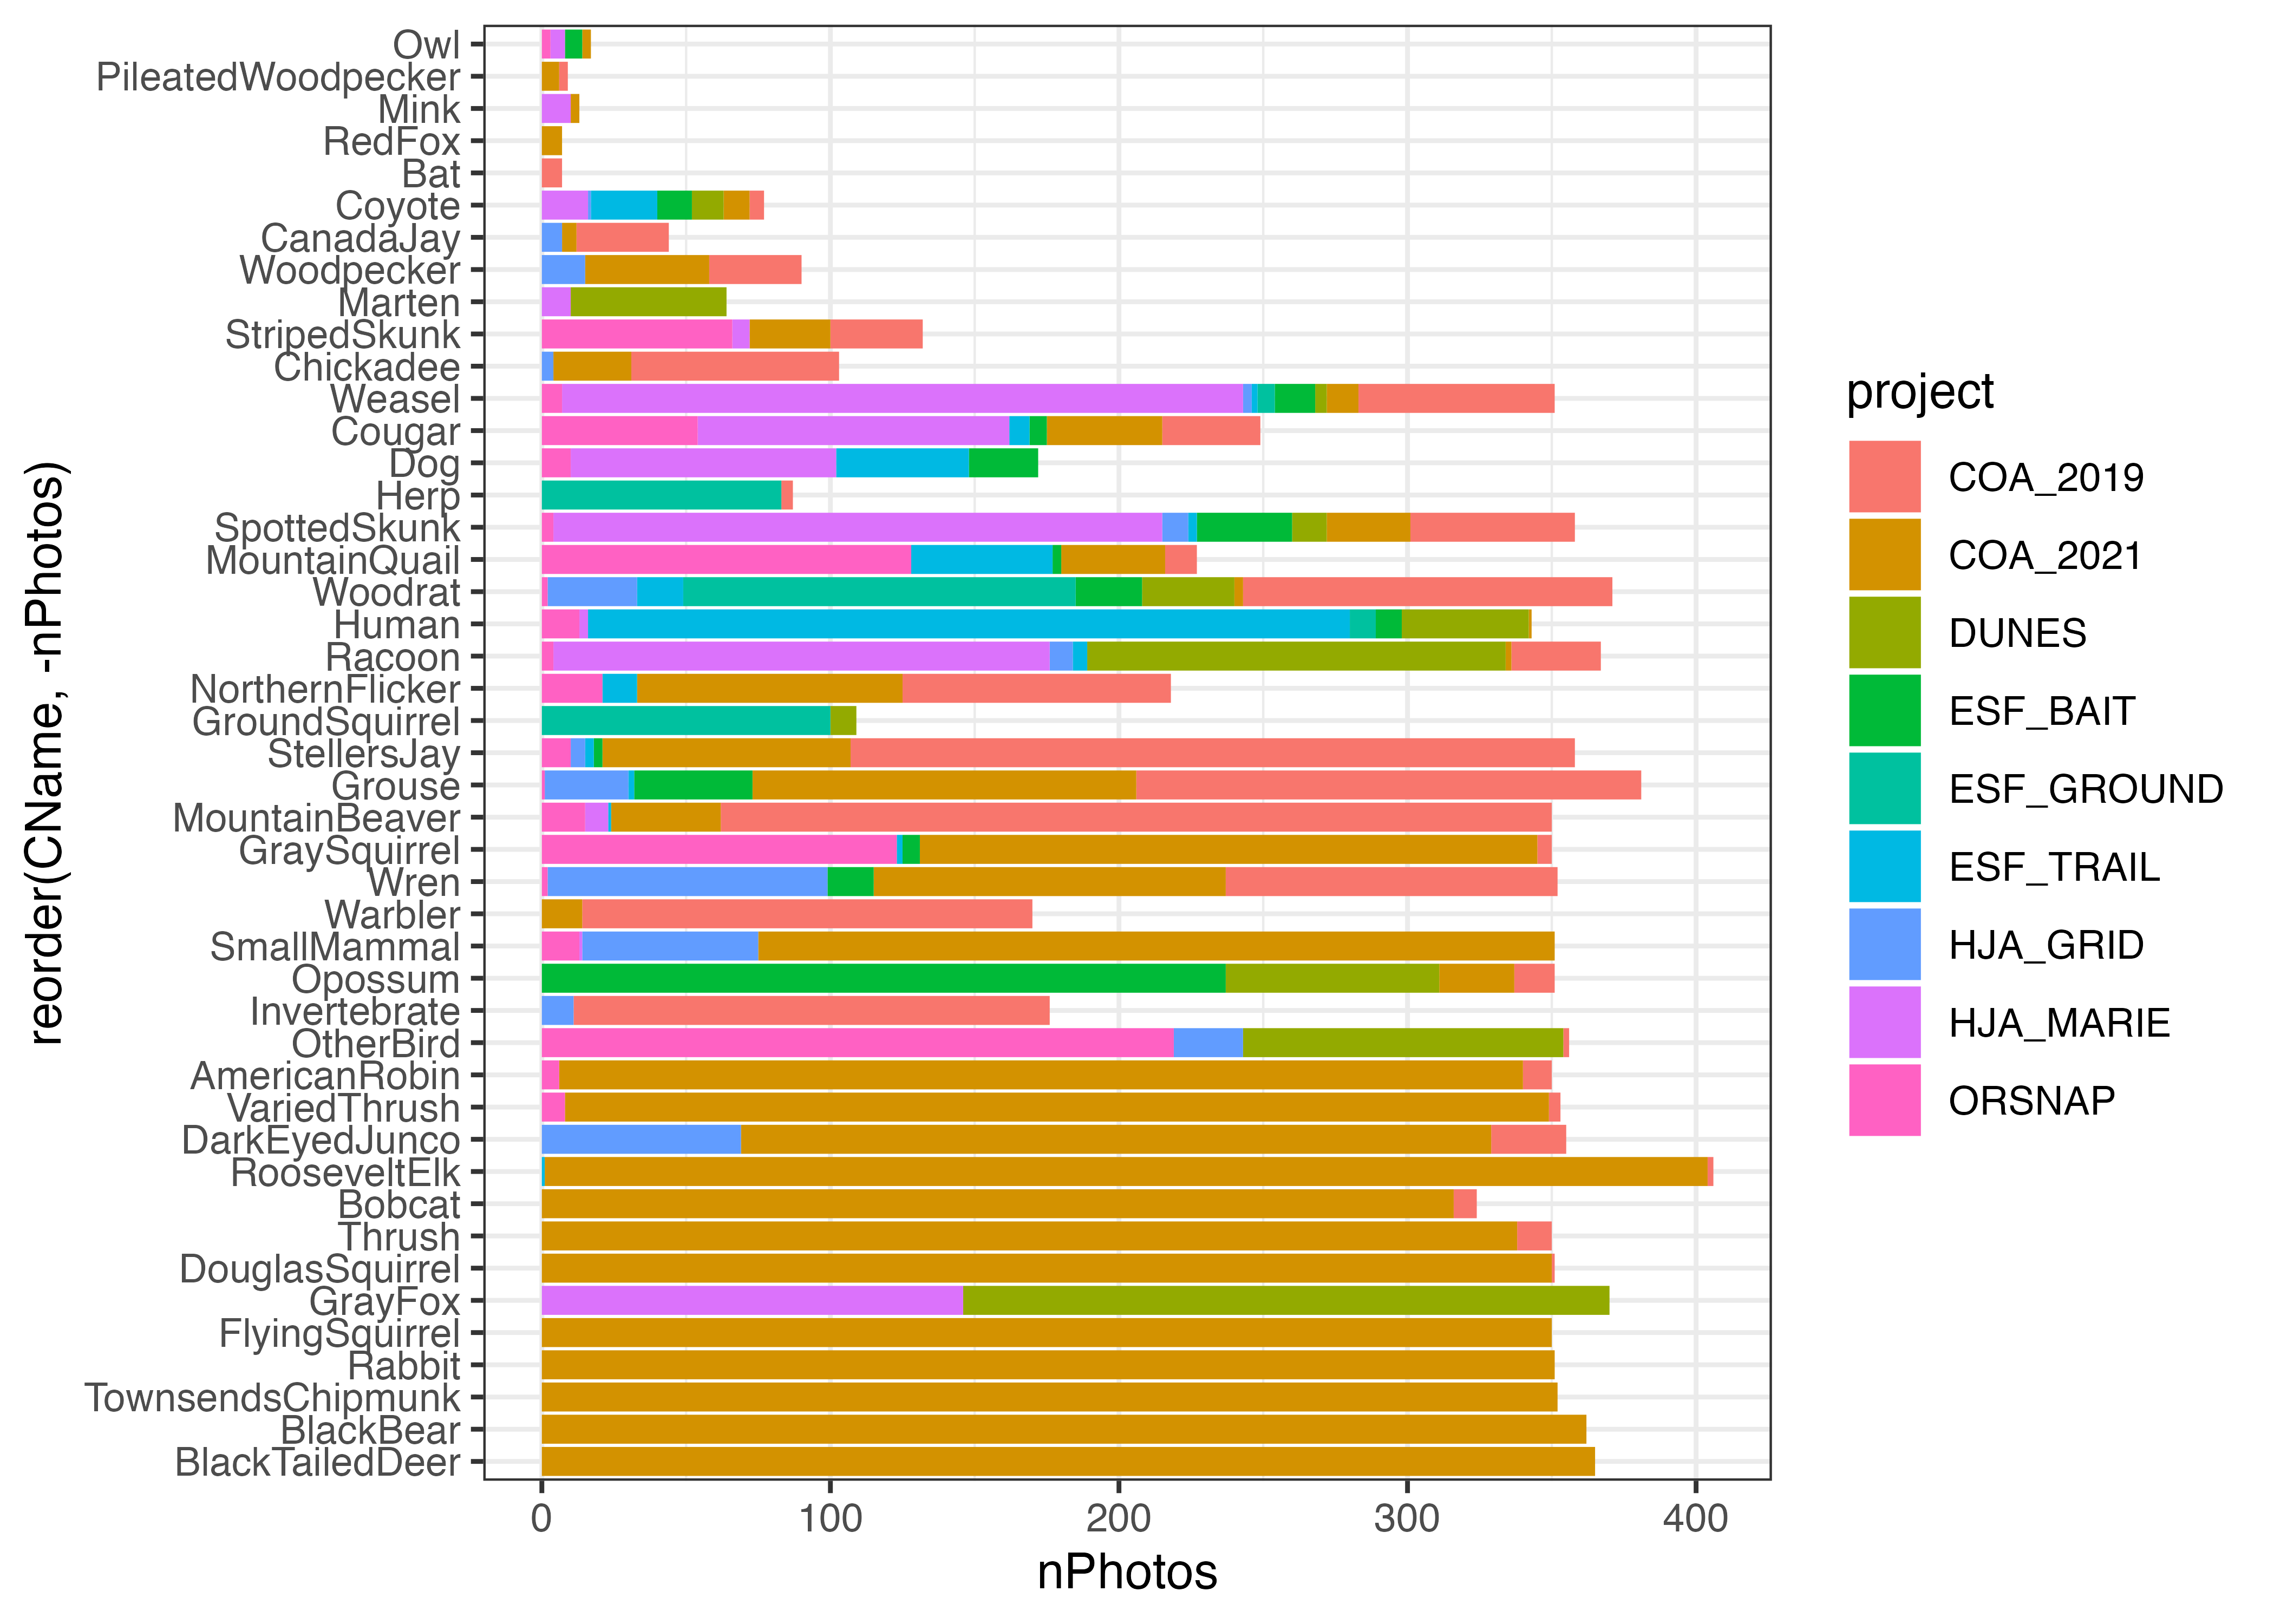 reorder(CName, -nPhotos)
Owl
PileatedWoodpecker
Mink
RedFox
Bat
Coyote
CanadaJay
Woodpecker
Marten
StripedSkunk
Chickadee
Weasel
Cougar
Dog
Herp
SpottedSkunk
MountainQuail
Woodrat
Human
Racoon
NorthernFlicker
GroundSquirrel
StellersJay
Grouse
MountainBeaver
GraySquirrel
Wren
Warbler
SmallMammal
Opossum
Invertebrate
OtherBird
AmericanRobin
VariedThrush
DarkEyedJunco
RooseveltElk
Bobcat
Thrush
DouglasSquirrel
GrayFox
FlyingSquirrel
Rabbit
TownsendsChipmunk
BlackBear
BlackTailedDeer
0 100 200 300 400
nPhotos
project
COA_2019
COA_2021
DUNES
ESF_BAIT
ESF_GROUND
ESF_TRAIL
HJA_GRID
HJA_MARIE
ORSNAP